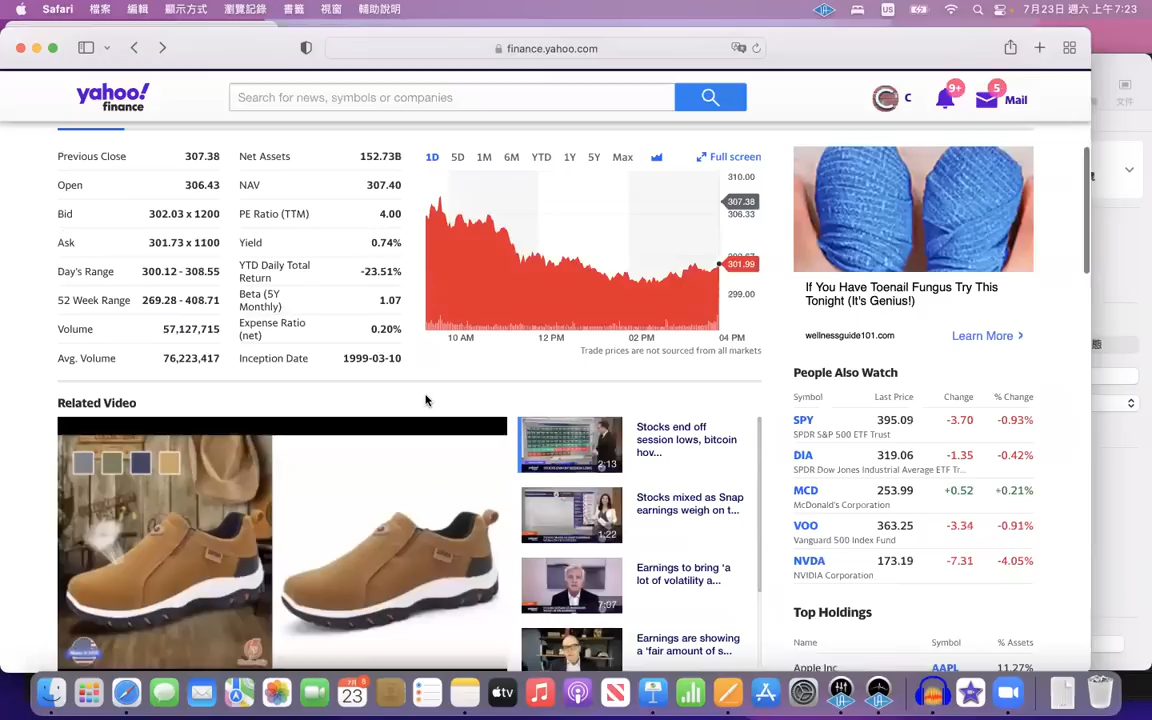 Safari 檔案 編輯 顯示方式 瀏覽記錄 書籤 視窗 輔助說明 US 7月23日 週六 上午7:23
finance.yahoo.com
文件
yahoo!
finance
Search for news, symbols or companies
C
9+
5
Mail
Previous Close 307.38
Open 306.43
Bid 302.03 x 1200
Ask 301.73 x 1100
Day's Range 300.12 - 308.55
52 Week Range 269.28 - 408.71
Volume 57,127,715
Avg. Volume 76,223,417
Net Assets 152.73B
NAV 307.40
PE Ratio (TTM) 4.00
Yield 0.74%
YTD Daily Total
Return -23.51%
Beta (5Y
Monthly) 1.07
Expense Ratio
(net) 0.20%
Inception Date 1999-03-10
1D 5D 1M 6M YTD 1Y 5Y Max Full screen
310.00
307.38
306.33
301.99
299.00
10 AM 12 PM 02 PM 04 PM
Trade prices are not sourced from all markets
If You Have Toenail Fungus Try This
Tonight (It's Genius!)
wellnessguide101.com Learn More
People Also Watch
Symbol Last Price Change % Change
SPY 395.09 -3.70 -0.93%
SPDR S&P 500 ETF Trust
DIA 319.06 -1.35 -0.42%
SPDR Dow Jones Industrial Average ETF Tr...
MCD 253.99 +0.52 +0.21%
McDonald's Corporation
VOO 363.25 -3.34 -0.91%
Vanguard 500 Index Fund
NVDA 173.19 -7.31 -4.05%
NVIDIA Corporation
Top Holdings
Name Symbol % Assets
Apple Inc AAPL 11.27%
Related Video
Stocks end off
session lows, bitcoin
hov...
2:13
Stocks mixed as Snap
earnings weigh on t...
1:22
Earnings to bring ‘a
lot of volatility a...
7:07
Earnings are showing
a ‘fair amount of s...
7月
23
8
tv